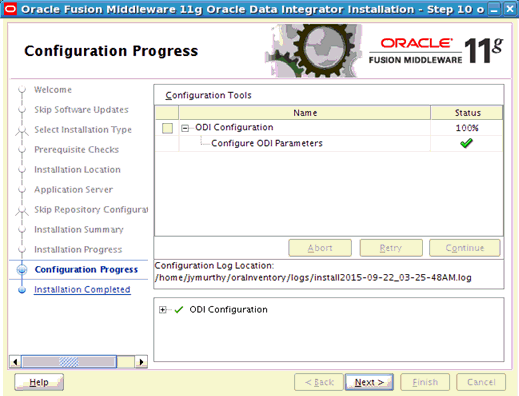 Oracle Fusion Middleware 11g Oracle Data Integrator Installation - Step 10 o
Configuration Progress
ORACLE
FUSION MIDDLEWARE 11g
Welcome
Skip Software Updates
Select Installation Type
Prerequisite Checks
Installation Location
Application Server
Skip Repository Configurat
Installation Summary
Installation Progress
Configuration Progress
Installation Completed
Configuration Tools
Name Status
ODI Configuration 100%
Configure ODI Parameters
Abort Retry Continue
Configuration Log Location:
/home/jymurthy/oraInventory/logs/install2015-09-22_03-25-48AM.log
ODI Configuration
Help < Back Next > Finish Cancel